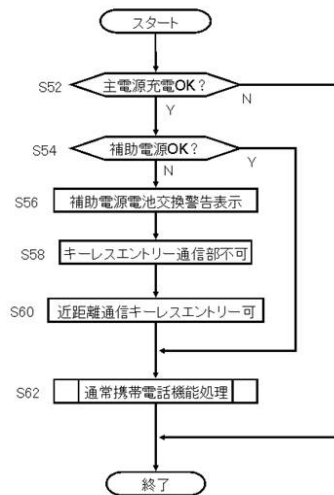 スタート
S52
主電源充電OK?
N
Y
S54
補助電源OK?
Y
N
S56
補助電源電池交換警告表示
S58
キーレスエントリー通信部不可
S60
近距離通信キーレスエントリー可
S62
通常携帯電話機能処理
終了